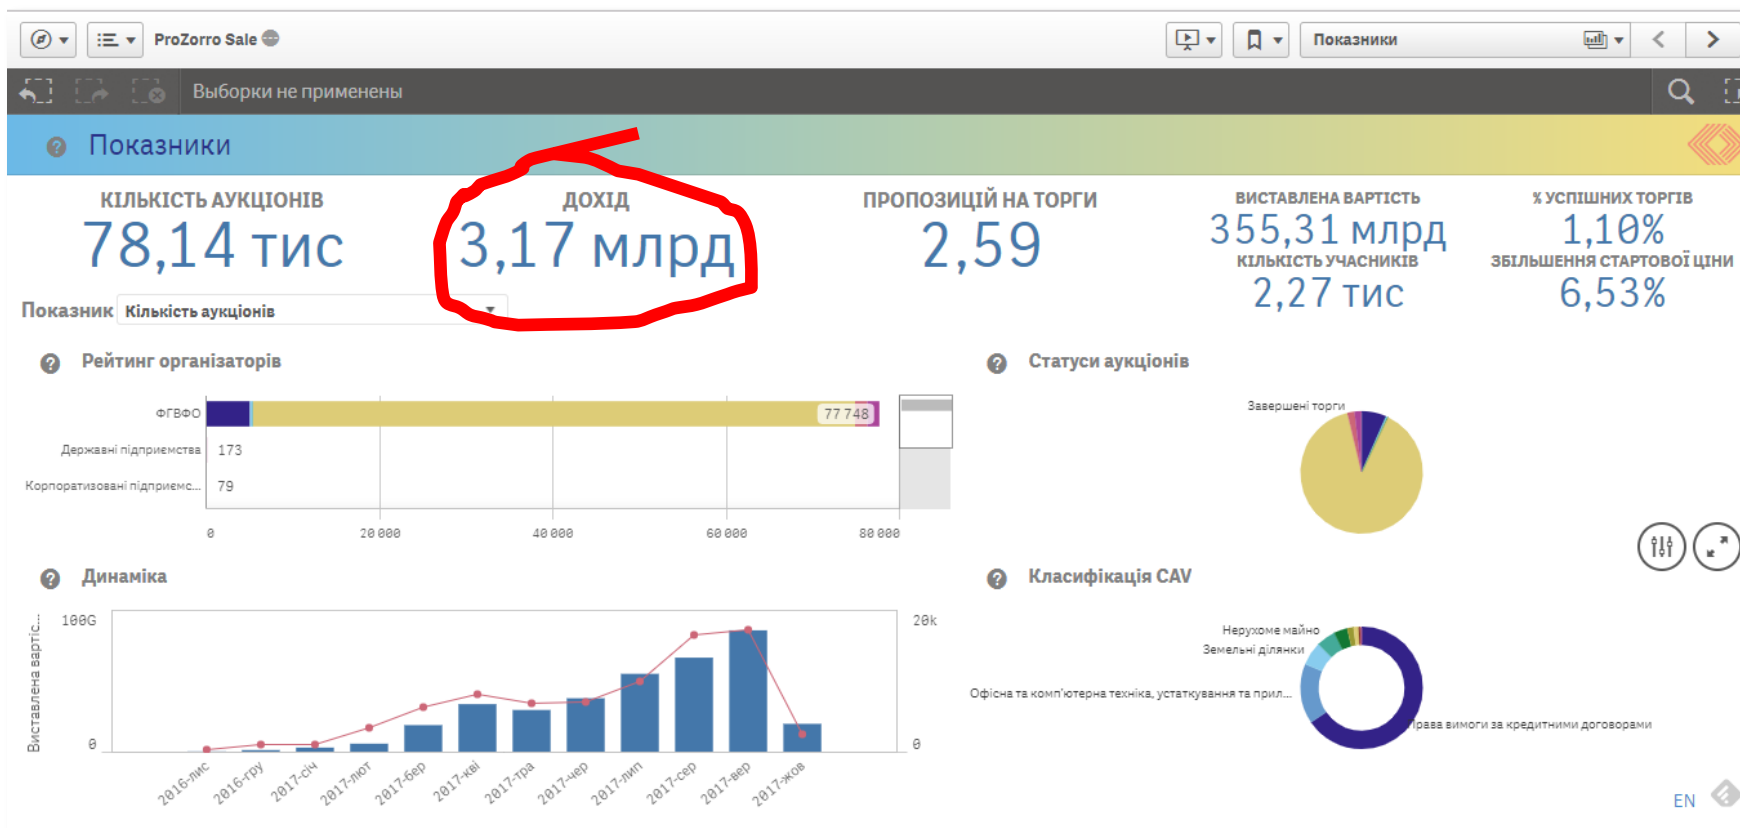 ProZorro Sale
Показники
Выборки не применены
Показники
КІЛЬКІСТЬ АУКЦІОНІВ
78,14 тис
ДОХІД
3,17 млрд
ПРОПОЗИЦІЙ НА ТОРГИ
2,59
ВИСТАВЛЕНА ВАРТІСТЬ
355,31 млрд
КІЛЬКІСТЬ УЧАСНИКІВ
2,27 тис
% УСПІШНИХ ТОРГІВ
1,10%
ЗБІЛЬШЕННЯ СТАРТОВОЇ ЦІНИ
6,53%
Показник Кількість аукціонів
Рейтинг організаторів
ФГВФО 77 748
Державні підприємства 173
Корпоратизовані підприємс... 79
0 20 000 40 000 60 000 80 000
Статуси аукціонів
Завершені торги
Динаміка
Виставлена вартіс...
100G
0
20k
0
2016-лис 2016-гру 2017-січ 2017-лют 2017-бер 2017-кві 2017-тра 2017-чер 2017-лип 2017-сер 2017-вер 2017-жов
Класифікація CAV
Нерухоме майно
Земельні ділянки
Офісна та комп'ютерна техніка, устаткування та прил...
Права вимоги за кредитними договорами
EN